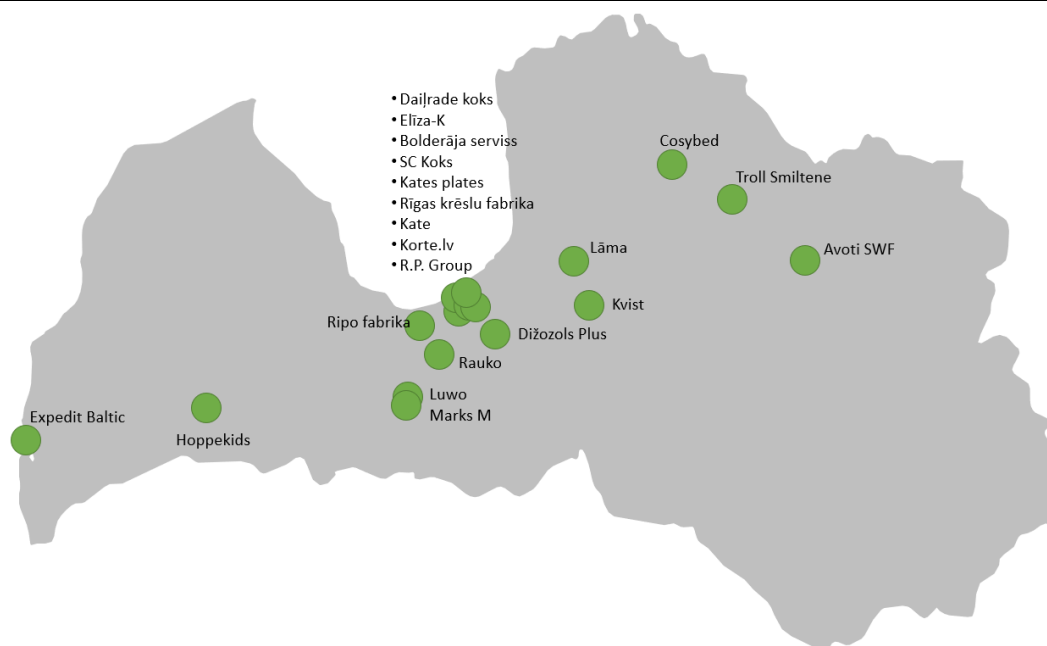 • Daiļrade koks
• Elīza-K
• Bolderāja serviss
• SC Koks
• Kates plates
• Rīgas krēslu fabrika
• Kate
• Korte.lv
• R.P. Group
Cosybed
Troll Smiltene
Avoti SWF
Lāma
Kvist
Ripo fabrika
Dižozols Plus
Rauko
Luwo
Marks M
Expedit Baltic
Hoppekids